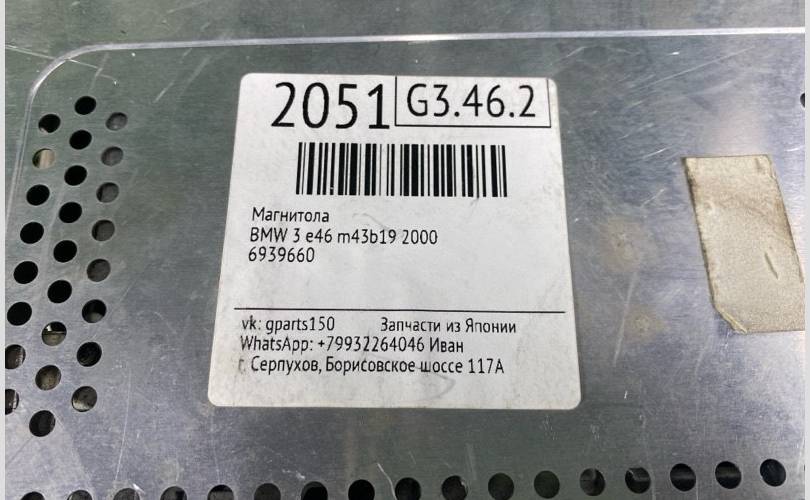 2051 G3.46.2
Магнитола
BMW 3 e46 m43b19 2000
6939660
vk: gparts150 Запчасти из Японии
WhatsApp: +79932264046 Иван
г. Серпухов, Борисовское шоссе 117А